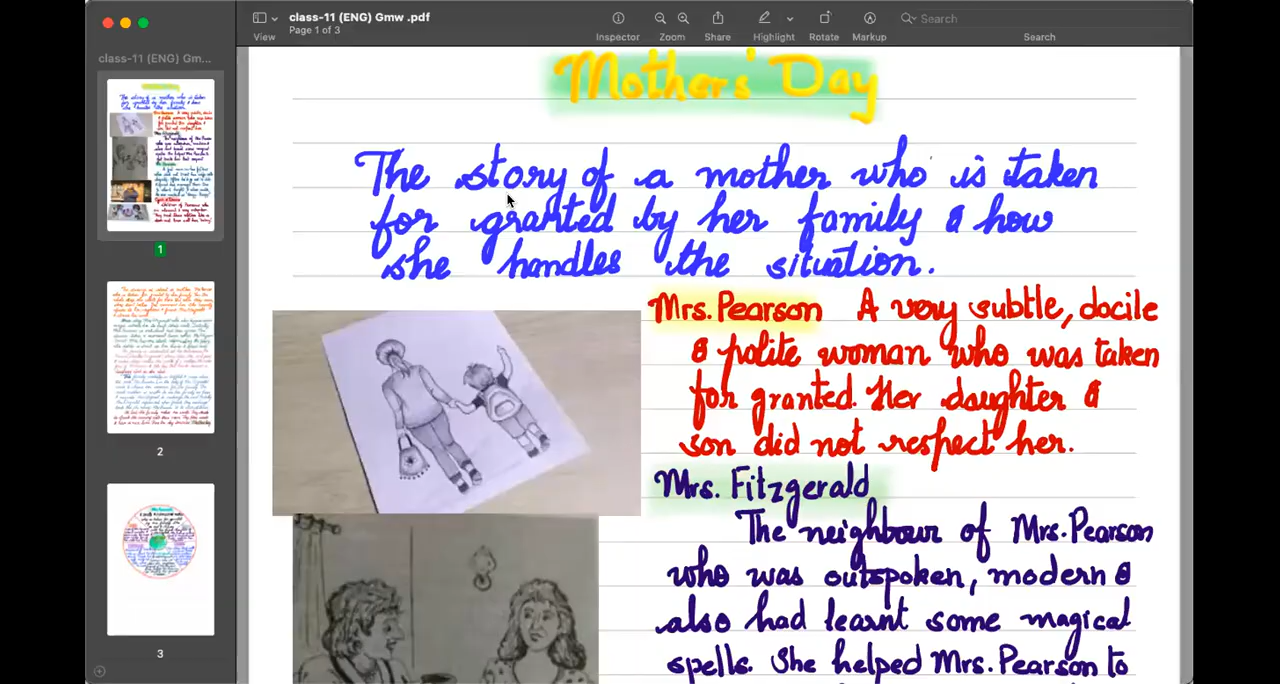 class-11 (ENG) Gmw .pdf
Page 1 of 3
View
Inspector
Zoom
Share
Highlight
Rotate
Markup
Search
Search
class-11 (ENG) Gm...
1
2
3
Mothers' Day
The story of a mother who is taken
for granted by her family & how
she handles the situation.
Mrs. Pearson A very subtle, docile
& polite woman who was taken
for granted. Her daughter &
son did not respect her.
Mrs. Fitzgerald
The neighbour of Mrs. Pearson
who was outspoken, modern &
also had learnt some magical
spells. She helped Mrs. Pearson to